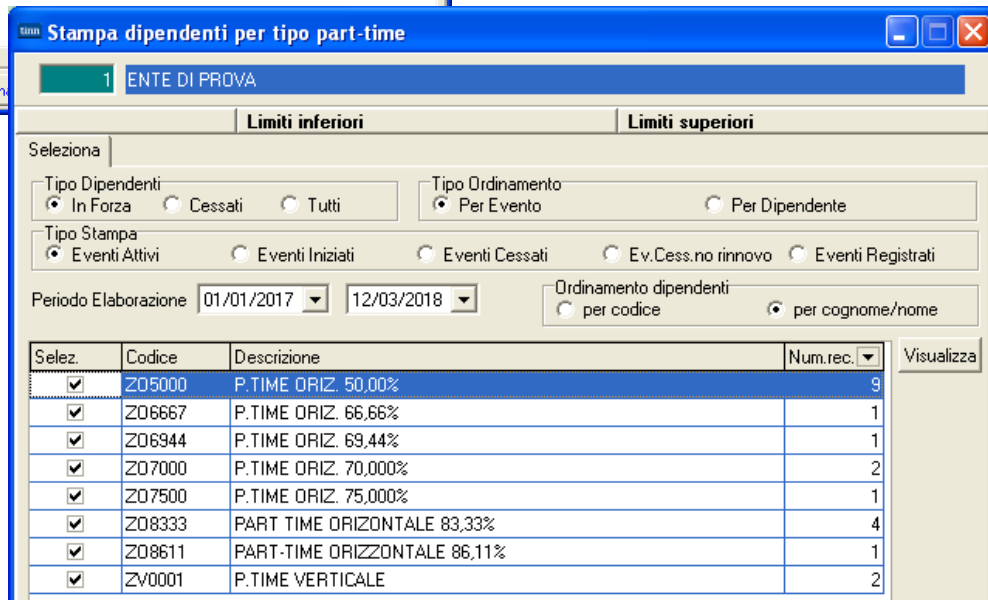 tinn Stampa dipendenti per tipo part-time
1 ENTE DI PROVA
Limiti inferiori Limiti superiori
Seleziona
Tipo Dipendenti Tipo Ordinamento
In Forza Cessati Tutti Per Evento Per Dipendente
Tipo Stampa
Eventi Attivi Eventi Iniziati Eventi Cessati Ev.Cess.no rinnovo Eventi Registrati
Periodo Elaborazione 01/01/2017 12/03/2018
Ordinamento dipendenti
per codice per cognome/nome
Selez. Codice Descrizione Num.rec. Visualizza
ZO5000 P.TIME ORIZ. 50,00% 9
ZO6667 P.TIME ORIZ. 66,66% 1
ZO6944 P.TIME ORIZ. 69,44% 1
ZO7000 P.TIME ORIZ. 70,000% 2
ZO7500 P.TIME ORIZ. 75,000% 1
ZO8333 PART TIME ORIZONTALE 83,33% 4
ZO8611 PART-TIME ORIZZONTALE 86,11% 1
ZV0001 P.TIME VERTICALE 2